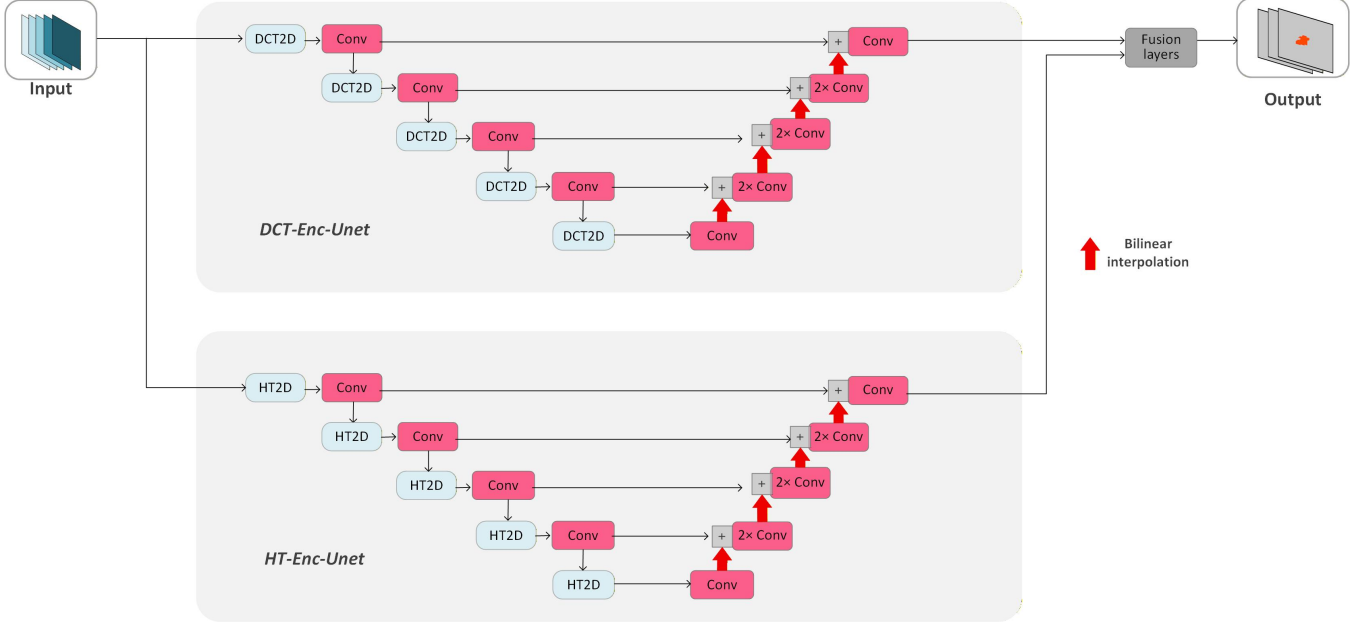 Input
DCT2D
Conv
+
Conv
DCT2D
Conv
+
2× Conv
DCT2D
Conv
+
2× Conv
DCT2D
Conv
+
2× Conv
DCT2D
Conv
DCT-Enc-Unet
Fusion
layers
Output
Bilinear
interpolation
HT2D
Conv
+
Conv
HT2D
Conv
+
2× Conv
HT2D
Conv
+
2× Conv
HT2D
Conv
+
2× Conv
HT2D
Conv
HT-Enc-Unet